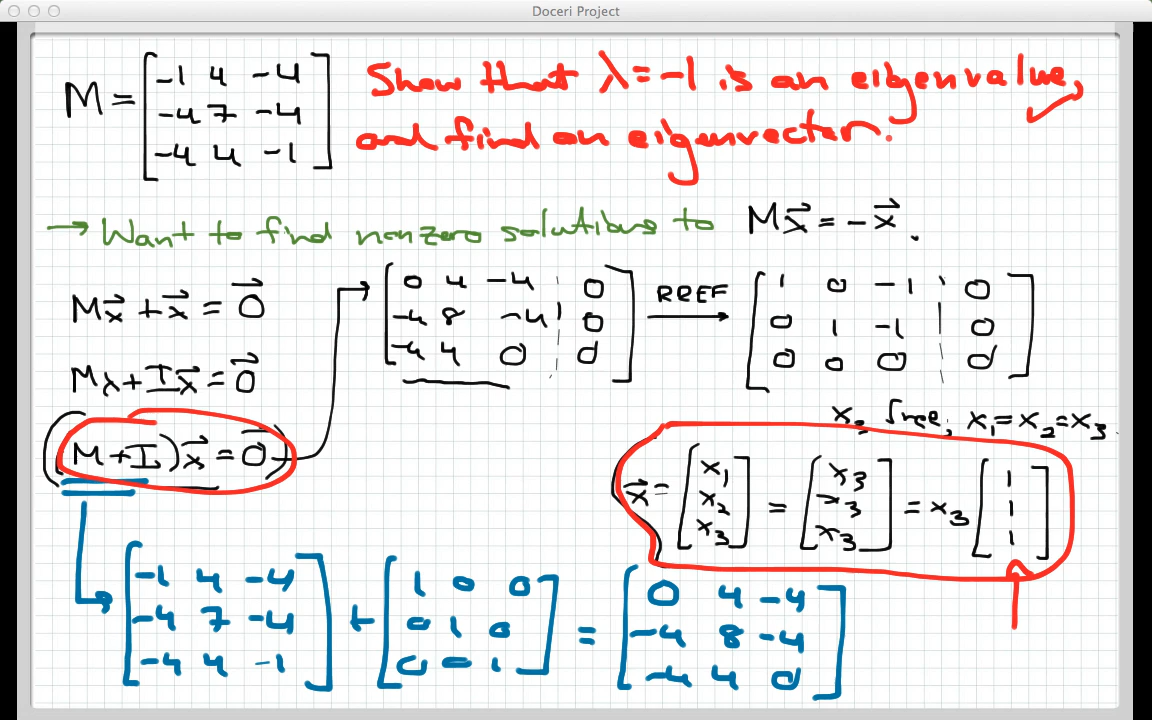 Doceri Project
M = [-1 4 -4
-4 7 -4
-4 4 -1]
Show that λ = -1 is an eigenvalue, ✓
and find an eigenvector.
→ Want to find nonzero solutions to Mx⃗ = -x⃗.
Mx⃗ + x⃗ = 0⃗
Mx + Ix⃗ = 0⃗
(M + I)x⃗ = 0⃗
[0 4 -4 | 0
-4 8 -4 | 0
-4 4 0 | 0]
RREF →
[1 0 -1 | 0
0 1 -1 | 0
0 0 0 | 0]
x₃ free; x₁ = x₂ = x₃.
x⃗ = [x₁ x₂ x₃] = [x₃ x₃ x₃] = x₃ [1 1 1]
[-1 4 -4
-4 7 -4
-4 4 -1]
+ [1 0 0
0 1 0
0 0 1]
= [0 4 -4
-4 8 -4
-4 4 0]